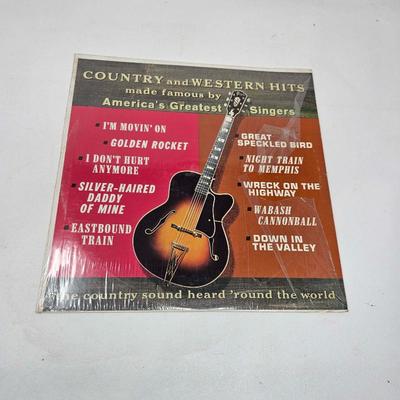 COUNTRY and WESTERN HITS
made famous by
America's Greatest Singers
I'M MOVIN' ON
GOLDEN ROCKET
I DON'T HURT
ANYMORE
SILVER-HAIRED
DADDY
OF MINE
EASTBOUND
TRAIN
GREAT
SPECKLED BIRD
NIGHT TRAIN
TO MEMPHIS
WRECK ON THE
HIGHWAY
WABASH
CANNONBALL
DOWN IN
THE VALLEY
the country sound heard 'round the world